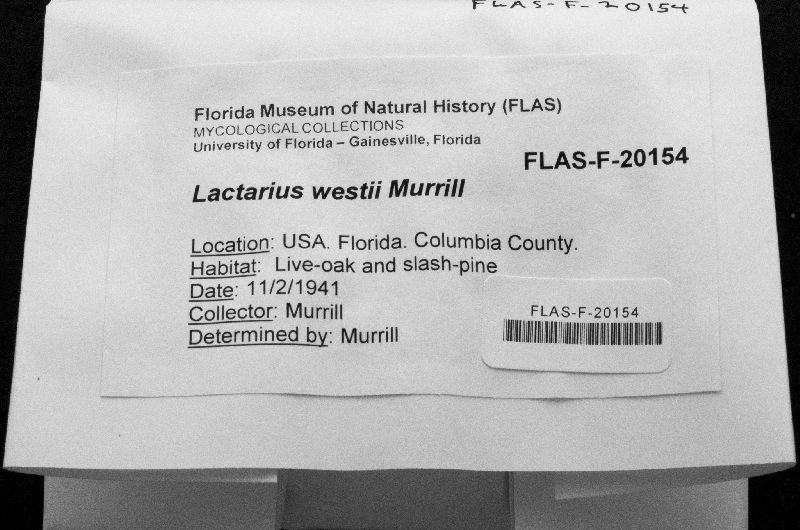 FLAS-F-20154
Florida Museum of Natural History (FLAS)
MYCOLOGICAL COLLECTIONS
University of Florida – Gainesville, Florida
FLAS-F-20154
Lactarius westii Murrill
Location: USA. Florida. Columbia County.
Habitat: Live-oak and slash-pine
Date: 11/2/1941
Collector: Murrill
Determined by: Murrill
FLAS-F-20154